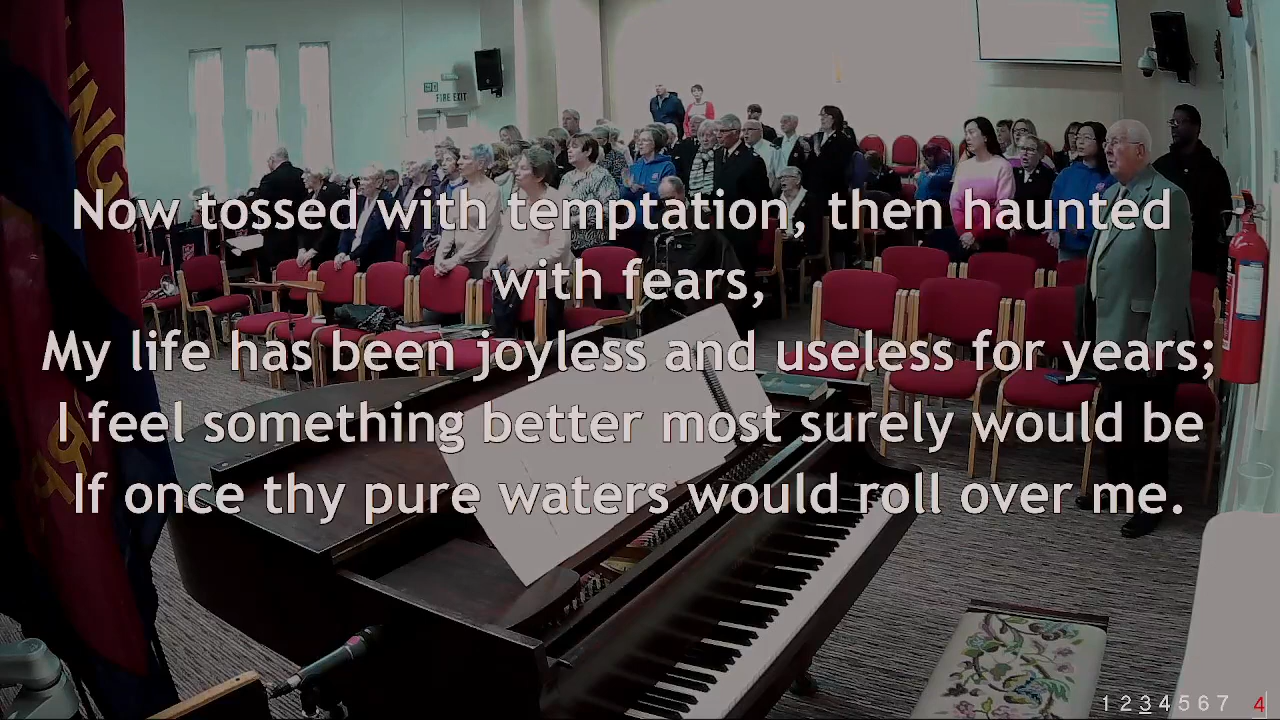 ING
FIRE EXIT
Now tossed with temptation, then haunted
with fears,
My life has been joyless and useless for years;
I feel something better most surely would be
If once thy pure waters would roll over me.
1 2 3 4 5 6 7 4